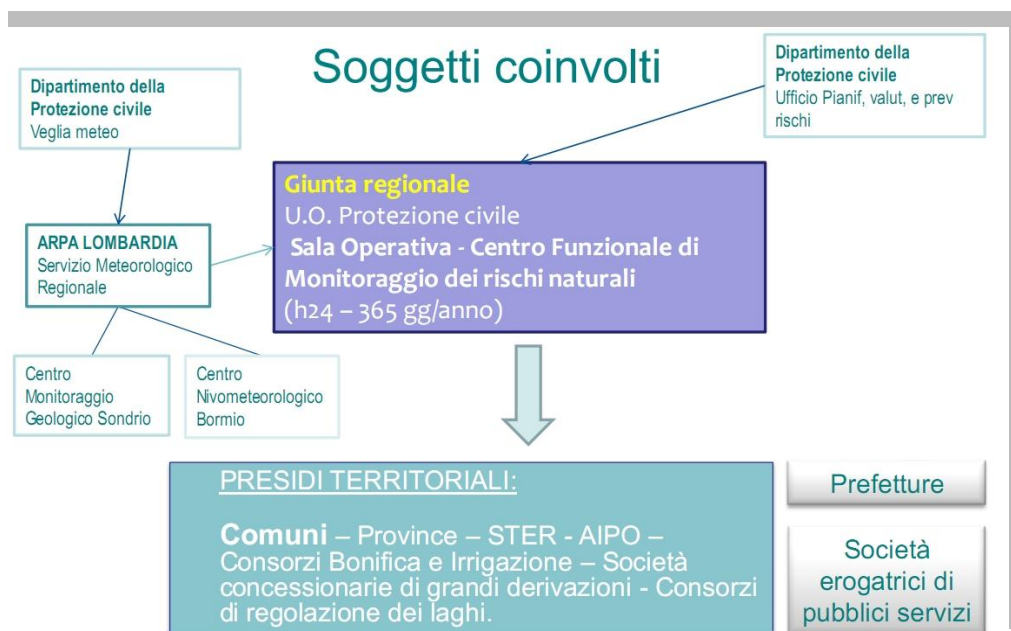 Soggetti coinvolti
Dipartimento della
Protezione civile
Veglia meteo
Dipartimento della
Protezione civile
Ufficio Pianif, valut, e prev
rischi
Giunta regionale
U.O. Protezione civile
Sala Operativa - Centro Funzionale di
Monitoraggio dei rischi naturali
(h24 – 365 gg/anno)
ARPA LOMBARDIA
Servizio Meteorologico
Regionale
Centro
Monitoraggio
Geologico Sondrio
Centro
Nivometeorologico
Bormio
PRESIDI TERRITORIALI:
Comuni – Province – STER - AIPO –
Consorzi Bonifica e Irrigazione – Società
concessionarie di grandi derivazioni - Consorzi
di regolazione dei laghi.
Prefetture
Società
erogatrici di
pubblici servizi